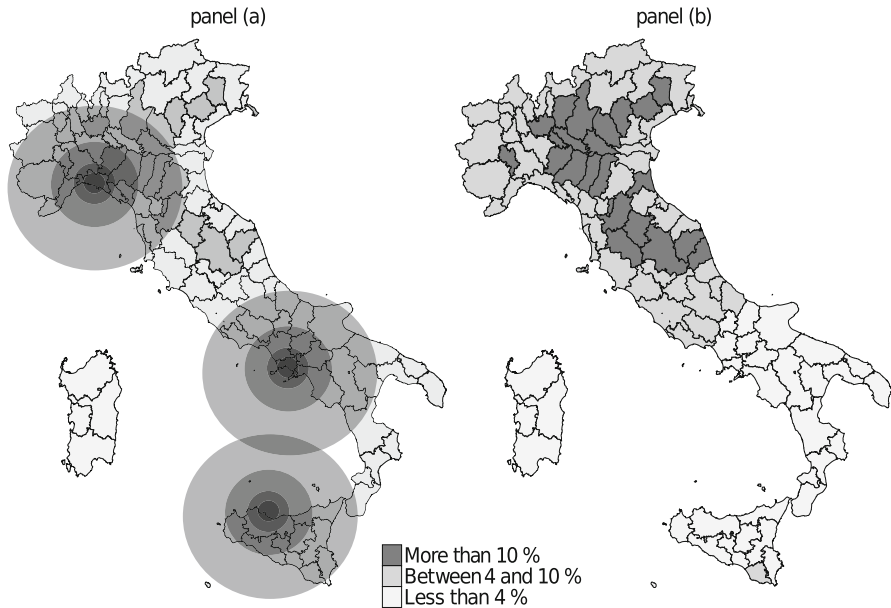 panel (a)
panel (b)
More than 10 %
Between 4 and 10 %
Less than 4 %